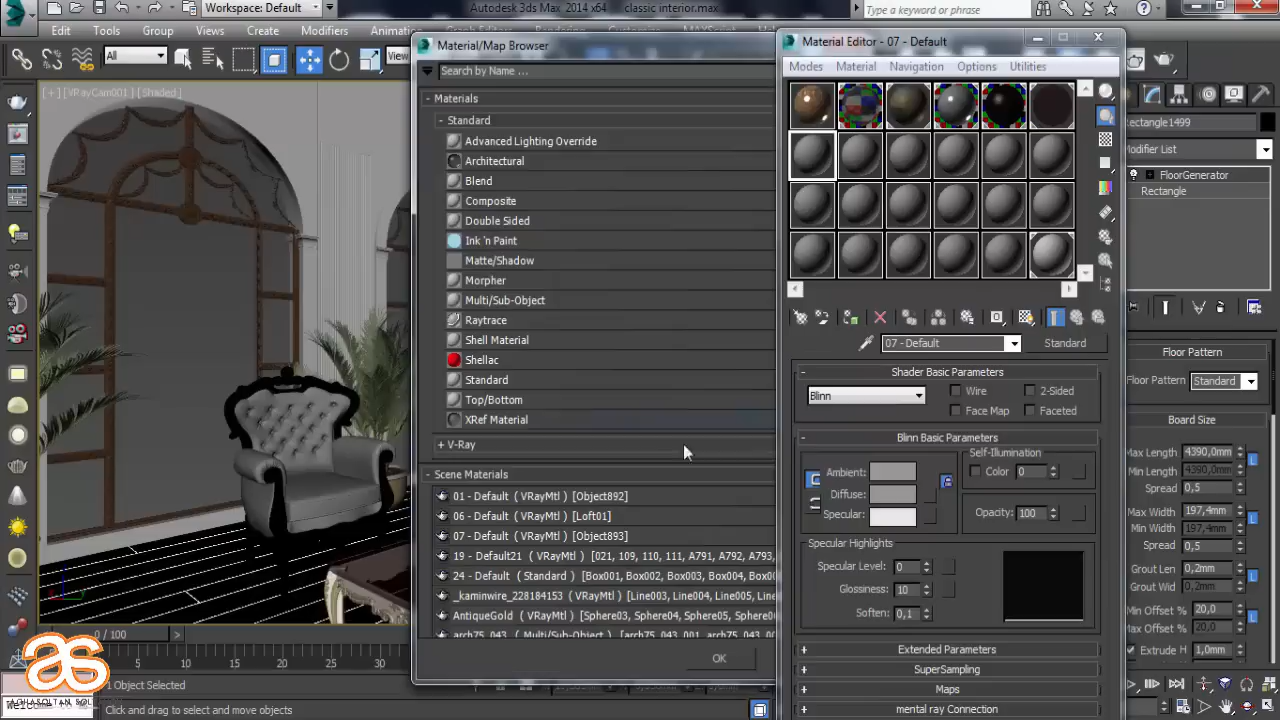 Workspace: Default
Autodesk 3ds Max 2014 x64
classic interior.max
Type a keyword or phrase
Edit Tools Group Views Create Modifiers
All
View
[+] [VRayCam001] [Shaded]
Material/Map Browser
Search by Name ...
- Materials
- Standard
Advanced Lighting Override
Architectural
Blend
Composite
Double Sided
Ink 'n Paint
Matte/Shadow
Morpher
Multi/Sub-Object
Raytrace
Shell Material
Shellac
Standard
Top/Bottom
XRef Material
+ V-Ray
- Scene Materials
01 - Default ( VRayMtl ) [Object892]
06 - Default ( VRayMtl ) [Loft01]
07 - Default ( VRayMtl ) [Object893]
19 - Default21 ( VRayMtl ) [021, 109, 110, 111, A791, A792, A793,
24 - Default ( Standard ) [Box001, Box002, Box003, Box004, Box005
_kaminwire_228184153 ( VRayMtl ) [Line003, Line004, Line005,
AntiqueGold ( VRayMtl ) [Sphere03, Sphere04, Sphere05, Sphere06
arch75_043 ( Multi/Sub-Object ) [arch75_043_001, arch75_043_002
OK
Material Editor - 07 - Default
Modes Material Navigation Options Utilities
07 - Default
Standard
- Shader Basic Parameters
Blinn
Wire
2-Sided
Face Map
Faceted
- Blinn Basic Parameters
Self-Illumination
Ambient:
Diffuse:
Specular:
Color 0
Opacity: 100
Specular Highlights
Specular Level: 0
Glossiness: 10
Soften: 0,1
+ Extended Parameters
+ SuperSampling
+ Maps
+ mental ray Connection
Rectangle1499
Modifier List
FloorGenerator
Rectangle
Floor Pattern
Floor Pattern Standard
Board Size
Max Length 4390,0mm
Min Length 4390,0mm
Spread 0,5
Max Width 197,4mm
Min Width 197,4mm
Spread 0,5
Grout Len 0,2mm
Grout Wid 0,2mm
Min Offset % 20,0
Max Offset % 20,0
Extrude H 1,0mm
0 / 100
5 10 15 20 25 30
1 Object Selected
Click and drag to select and move objects